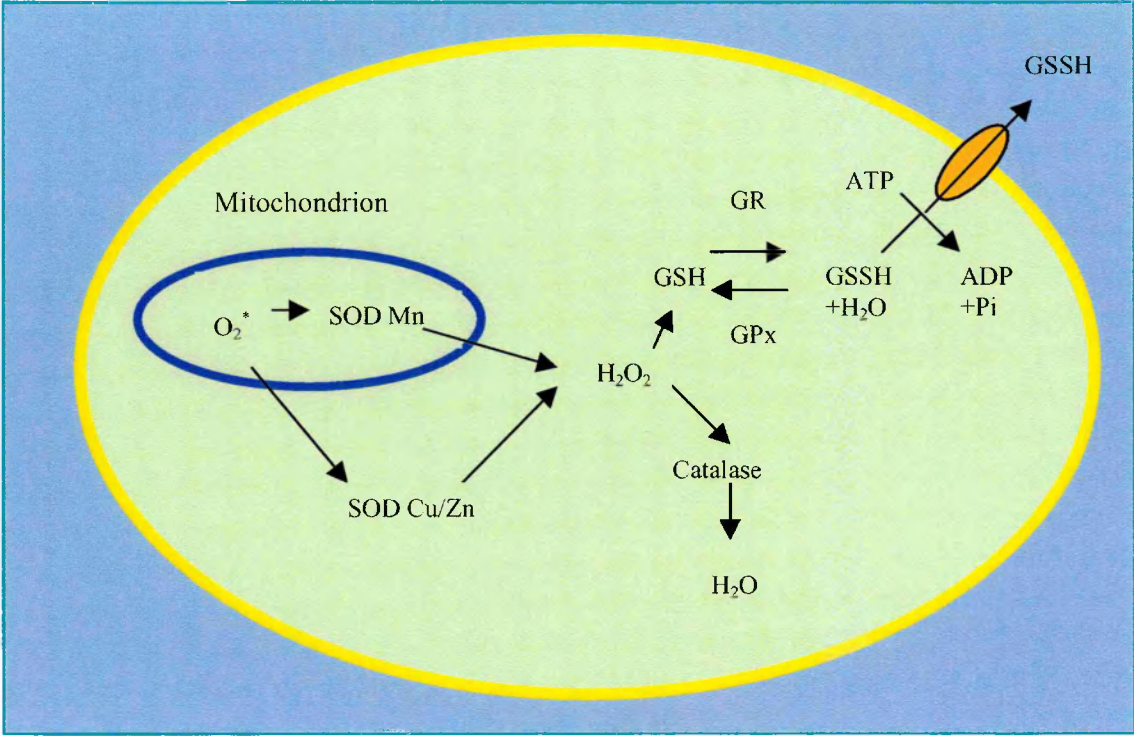 GSSH
ATP
GR
Mitochondrion
GSH
GSSH
+H₂O
ADP
+Pi
O₂*
SOD Mn
GPx
H₂O₂
Catalase
SOD Cu/Zn
H₂O